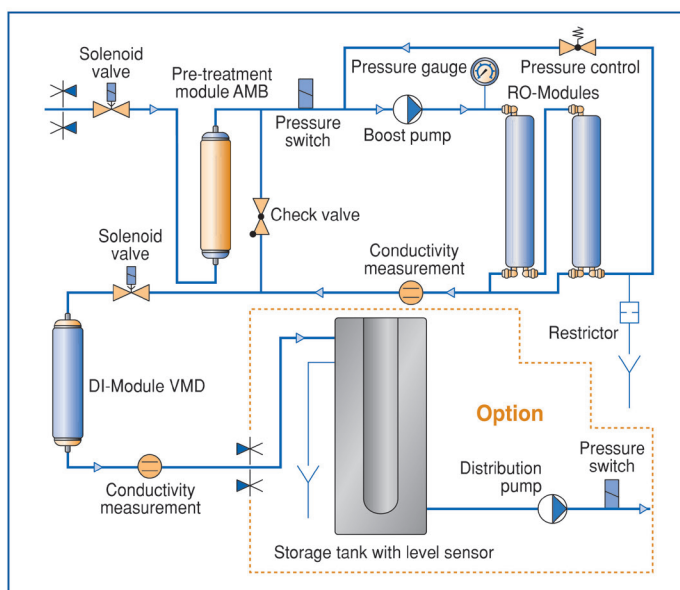 Solenoid
valve
Pre-treatment
module AMB
Pressure gauge
Pressure control
RO-Modules
Pressure
switch
Boost pump
Check valve
Solenoid
valve
Conductivity
measurement
Restrictor
DI-Module VMD
Option
Conductivity
measurement
Distribution
pump
Pressure
switch
Storage tank with level sensor